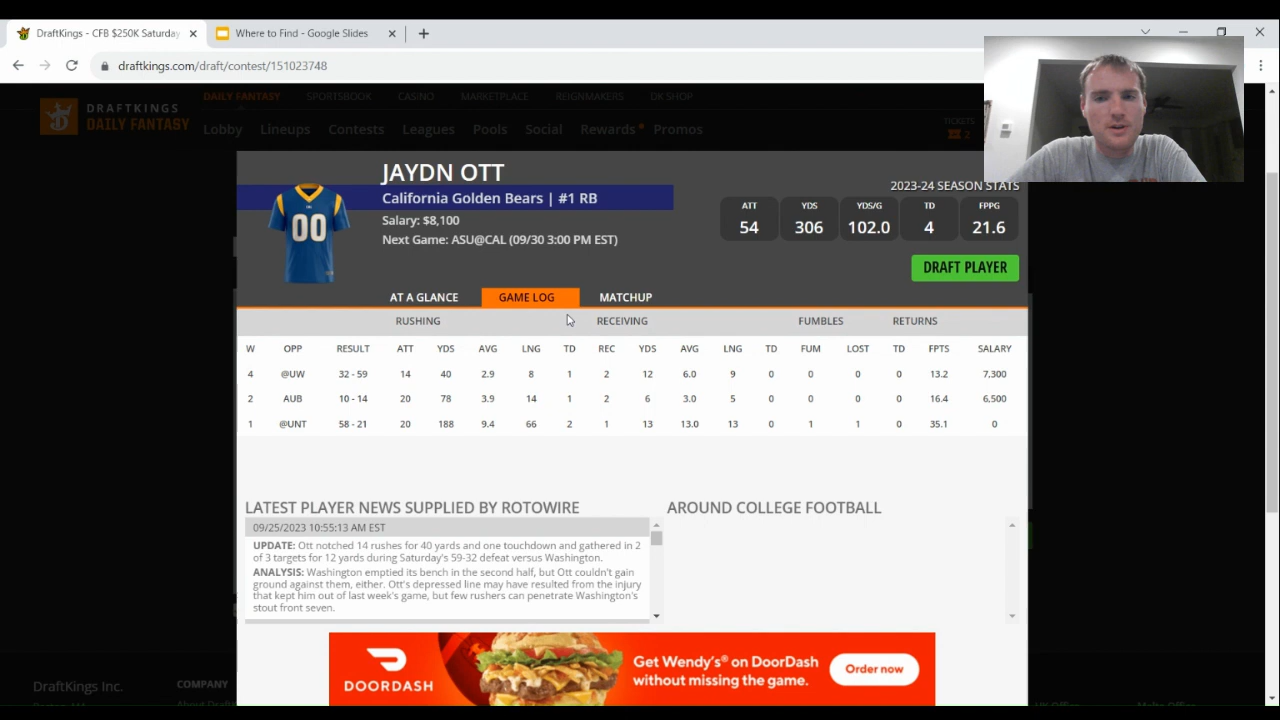 DraftKings - CFB $250K Saturday
Where to Find - Google Slides
draftkings.com/draft/contest/151023748
DRAFTKINGS
DAILY FANTASY
DAILY FANTASY SPORTSBOOK CASINO MARKETPLACE REIGNMAKERS DK SHOP
Lobby Lineups Contests Leagues Pools Social Rewards Promos
TICKETS
2
JAYDN OTT
California Golden Bears | #1 RB
Salary: $8,100
Next Game: ASU@CAL (09/30 3:00 PM EST)
00
2023-24 SEASON STATS
ATT YDS YDS/G TD FPPG
54 306 102.0 4 21.6
DRAFT PLAYER
AT A GLANCE GAME LOG MATCHUP
RUSHING RECEIVING FUMBLES RETURNS
W OPP RESULT ATT YDS AVG LNG TD REC YDS AVG LNG TD FUM LOST TD FPTS SALARY
4 @UW 32 - 59 14 40 2.9 8 1 2 12 6.0 9 0 0 0 0 13.2 7,300
2 AUB 10 - 14 20 78 3.9 14 1 2 6 3.0 5 0 0 0 0 16.4 6,500
1 @UNT 58 - 21 20 188 9.4 66 2 1 13 13.0 13 0 1 1 0 35.1 0
LATEST PLAYER NEWS SUPPLIED BY ROTOWIRE
09/25/2023 10:55:13 AM EST
UPDATE: Ott notched 14 rushes for 40 yards and one touchdown and gathered in 2
of 3 targets for 12 yards during Saturday's 59-32 defeat versus Washington.
ANALYSIS: Washington emptied its bench in the second half, but Ott couldn't gain
ground against them, either. Ott's depressed line may have resulted from the injury
that kept him out of last week's game, but few rushers can penetrate Washington's
stout front seven.
AROUND COLLEGE FOOTBALL
DOORDASH
Get Wendy's® on DoorDash
without missing the game.
Order now
DraftKings Inc.
COMPANY